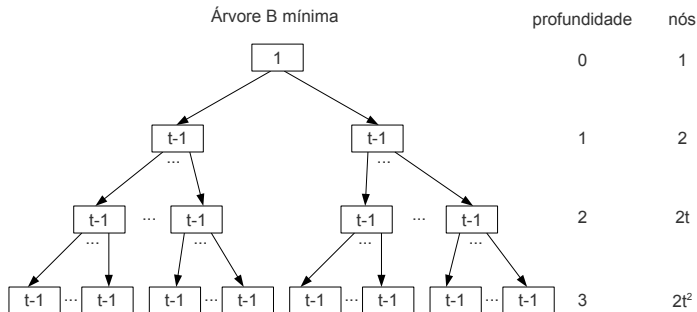 Árvore B mínima profundidade nós
1 0 1
t-1 t-1 1 2
... ...
t-1 ... t-1 t-1 ... t-1 2 2t
... ... ... ...
t-1 ... t-1 t-1 ... t-1 t-1 ... t-1 t-1 ... t-1 3 2t²